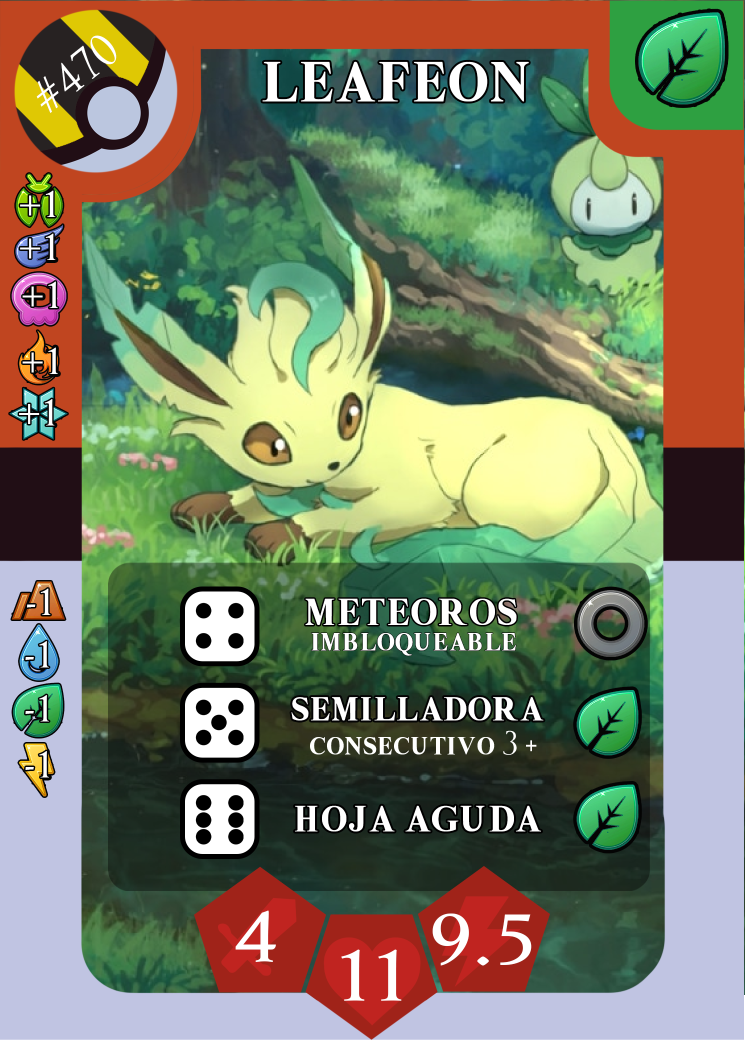 #470
LEAFEON
+1
+1
+1
+1
+1
-1
-1
-1
-1
METEOROS
IMBLOQUEABLE
SEMILLADORA
CONSECUTIVO 3 +
HOJA AGUDA
4
11
9.5